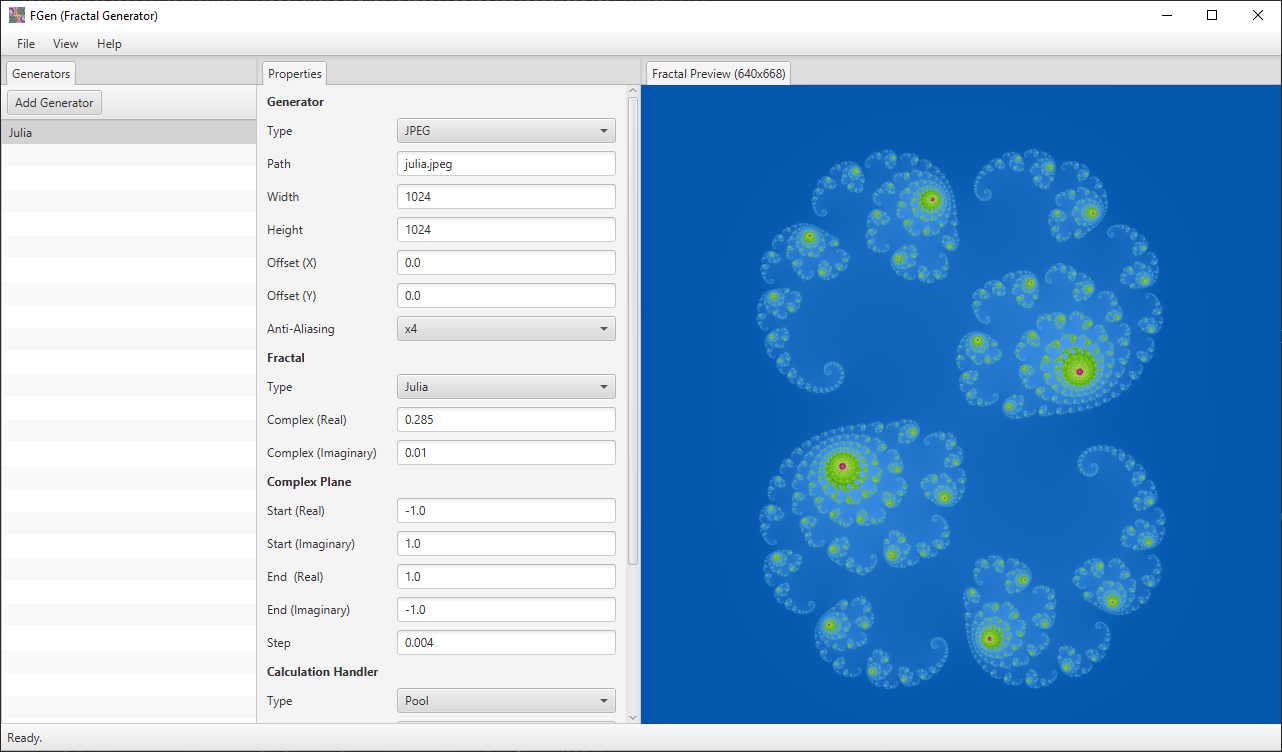 FGen (Fractal Generator)
File View Help
Generators
Add Generator
Julia
Properties
Generator
Type JPEG
Path julia.jpeg
Width 1024
Height 1024
Offset (X) 0.0
Offset (Y) 0.0
Anti-Aliasing x4
Fractal
Type Julia
Complex (Real) 0.285
Complex (Imaginary) 0.01
Complex Plane
Start (Real) -1.0
Start (Imaginary) 1.0
End (Real) 1.0
End (Imaginary) -1.0
Step 0.004
Calculation Handler
Type Pool
Fractal Preview (640x668)
Ready.